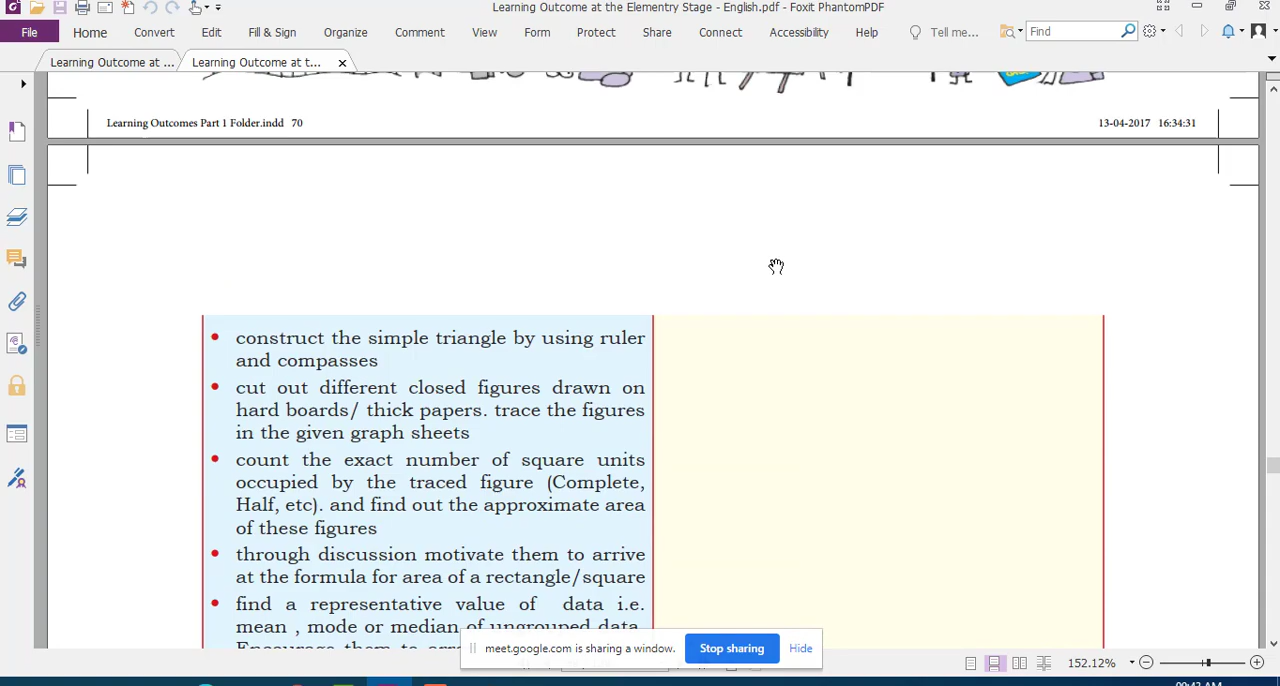 Learning Outcome at the Elementry Stage - English.pdf - Foxit PhantomPDF
File Home Convert Edit Fill & Sign Organize Comment View Form Protect Share Connect Accessibility Help Tell me... Find
Learning Outcome at ... Learning Outcome at t...
Learning Outcomes Part 1 Folder.indd 70 13-04-2017 16:34:31
• construct the simple triangle by using ruler
and compasses
• cut out different closed figures drawn on
hard boards/ thick papers. trace the figures
in the given graph sheets
• count the exact number of square units
occupied by the traced figure (Complete,
Half, etc). and find out the approximate area
of these figures
• through discussion motivate them to arrive
at the formula for area of a rectangle/square
• find a representative value of data i.e.
mean , mode or median of ungrouped data.
Encourage them to
meet.google.com is sharing a window. Stop sharing Hide
152.12%